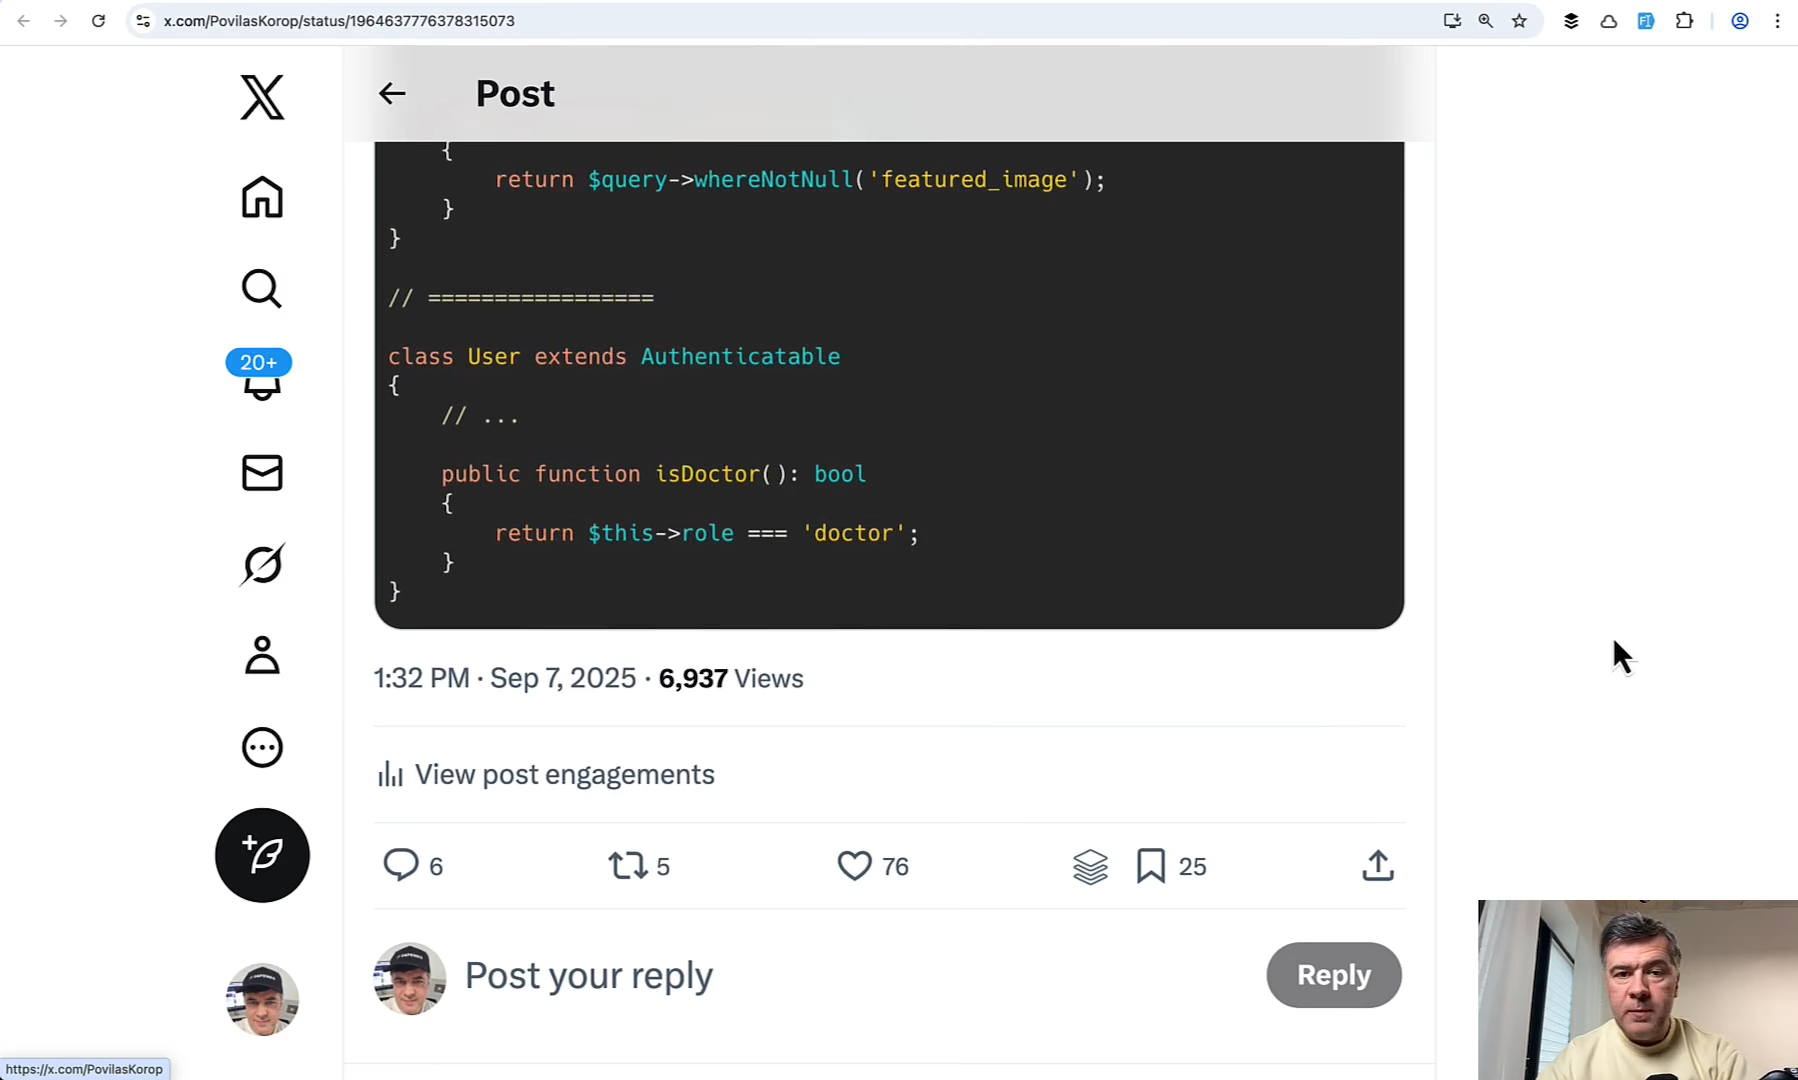 x.com/PovilasKorop/status/1964637776378315073
Post
{
return $query->whereNotNull('featured_image');
}
}
// =================
class User extends Authenticatable
{
// ...
public function isDoctor(): bool
{
return $this->role === 'doctor';
}
}
20+
1:32 PM · Sep 7, 2025 · 6,937 Views
View post engagements
6
5
76
25
Post your reply
Reply
https://x.com/PovilasKorop